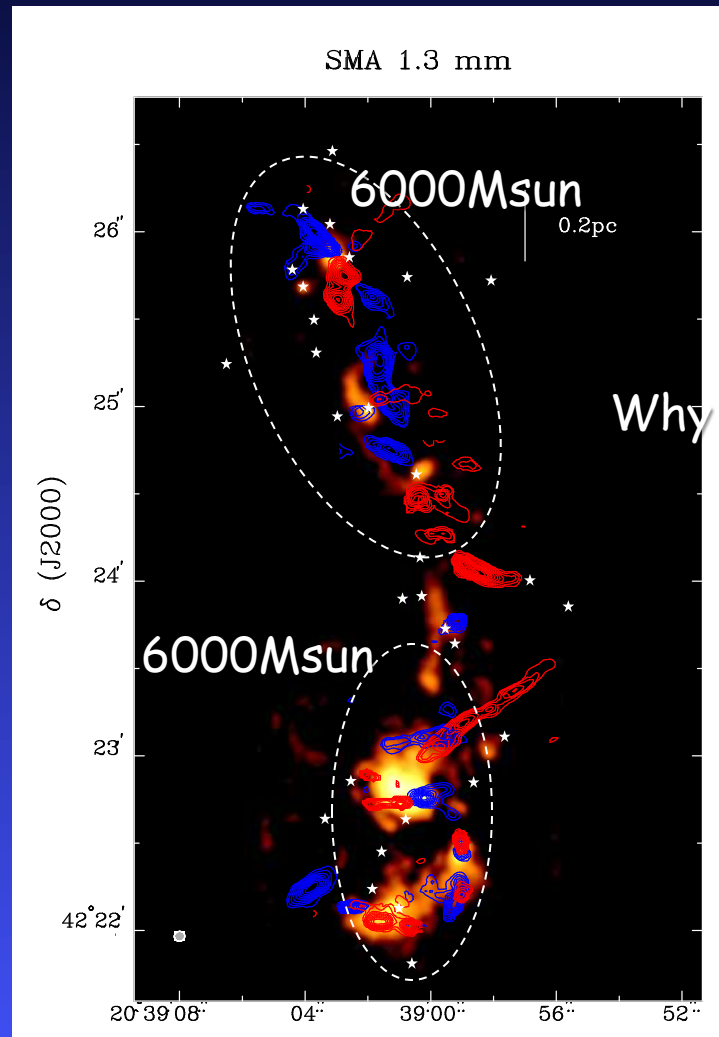 SMA 1.3 mm
6000Msun
0.2pc
26′
25′
Why
δ (J2000)
24′
6000Msun
23′
42°22′
20ʰ39ᵐ08ˢ 04ˢ 39ᵐ00ˢ 56ˢ 52ˢ